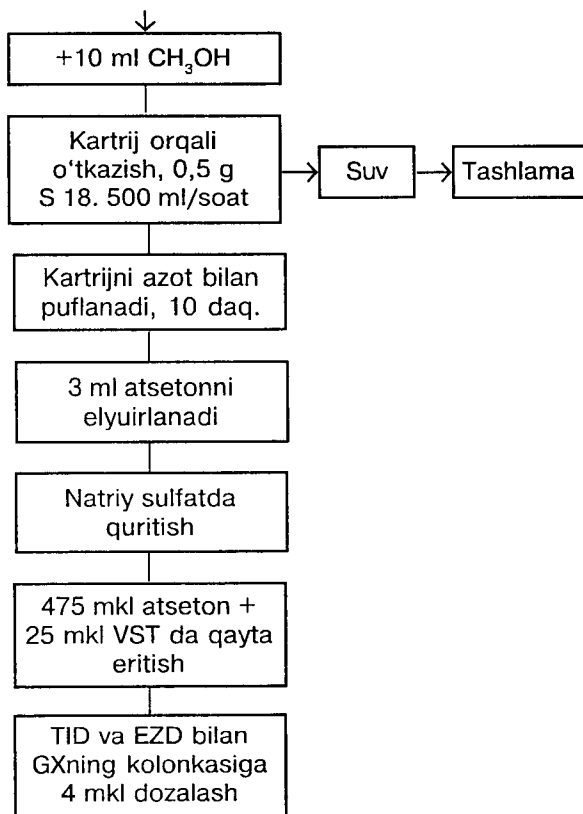 +10 ml CH₃OH
Kartrij orqali
o‘tkazish, 0,5 g
S 18. 500 ml/soat
Suv
Tashlama
Kartrijni azot bilan
puflanadi, 10 daq.
3 ml atsetonni
elyuirlanadi
Natriy sulfatda
quritish
475 mkl atseton +
25 mkl VST da qayta
eritish
TID va EZD bilan
GXning kolonkasiga
4 mkl dozalash